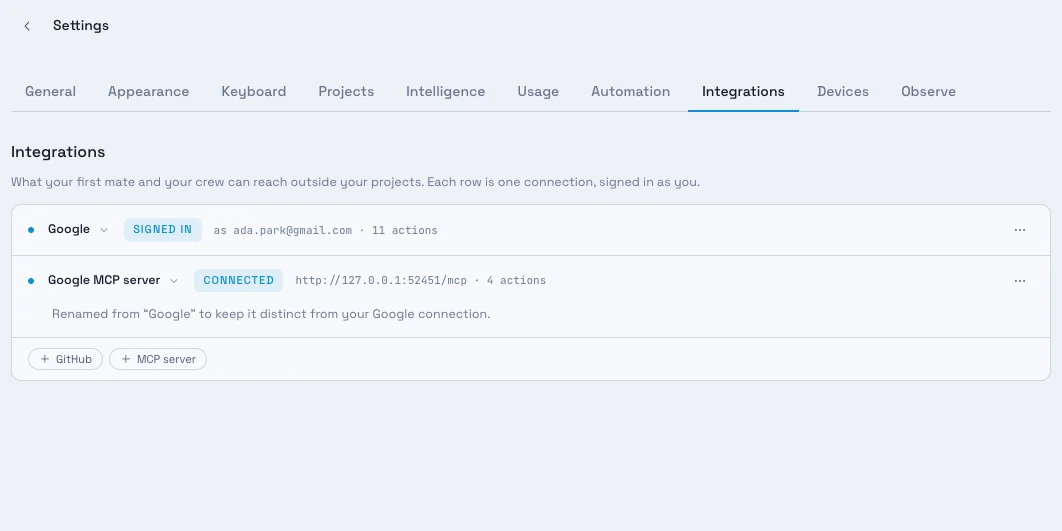 Settings
General Appearance Keyboard Projects Intelligence Usage Automation Integrations Devices Observe
Integrations
What your first mate and your crew can reach outside your projects. Each row is one connection, signed in as you.
Google SIGNED IN as ada.park@gmail.com · 11 actions
Google MCP server CONNECTED http://127.0.0.1:52451/mcp · 4 actions
Renamed from “Google” to keep it distinct from your Google connection.
+ GitHub + MCP server